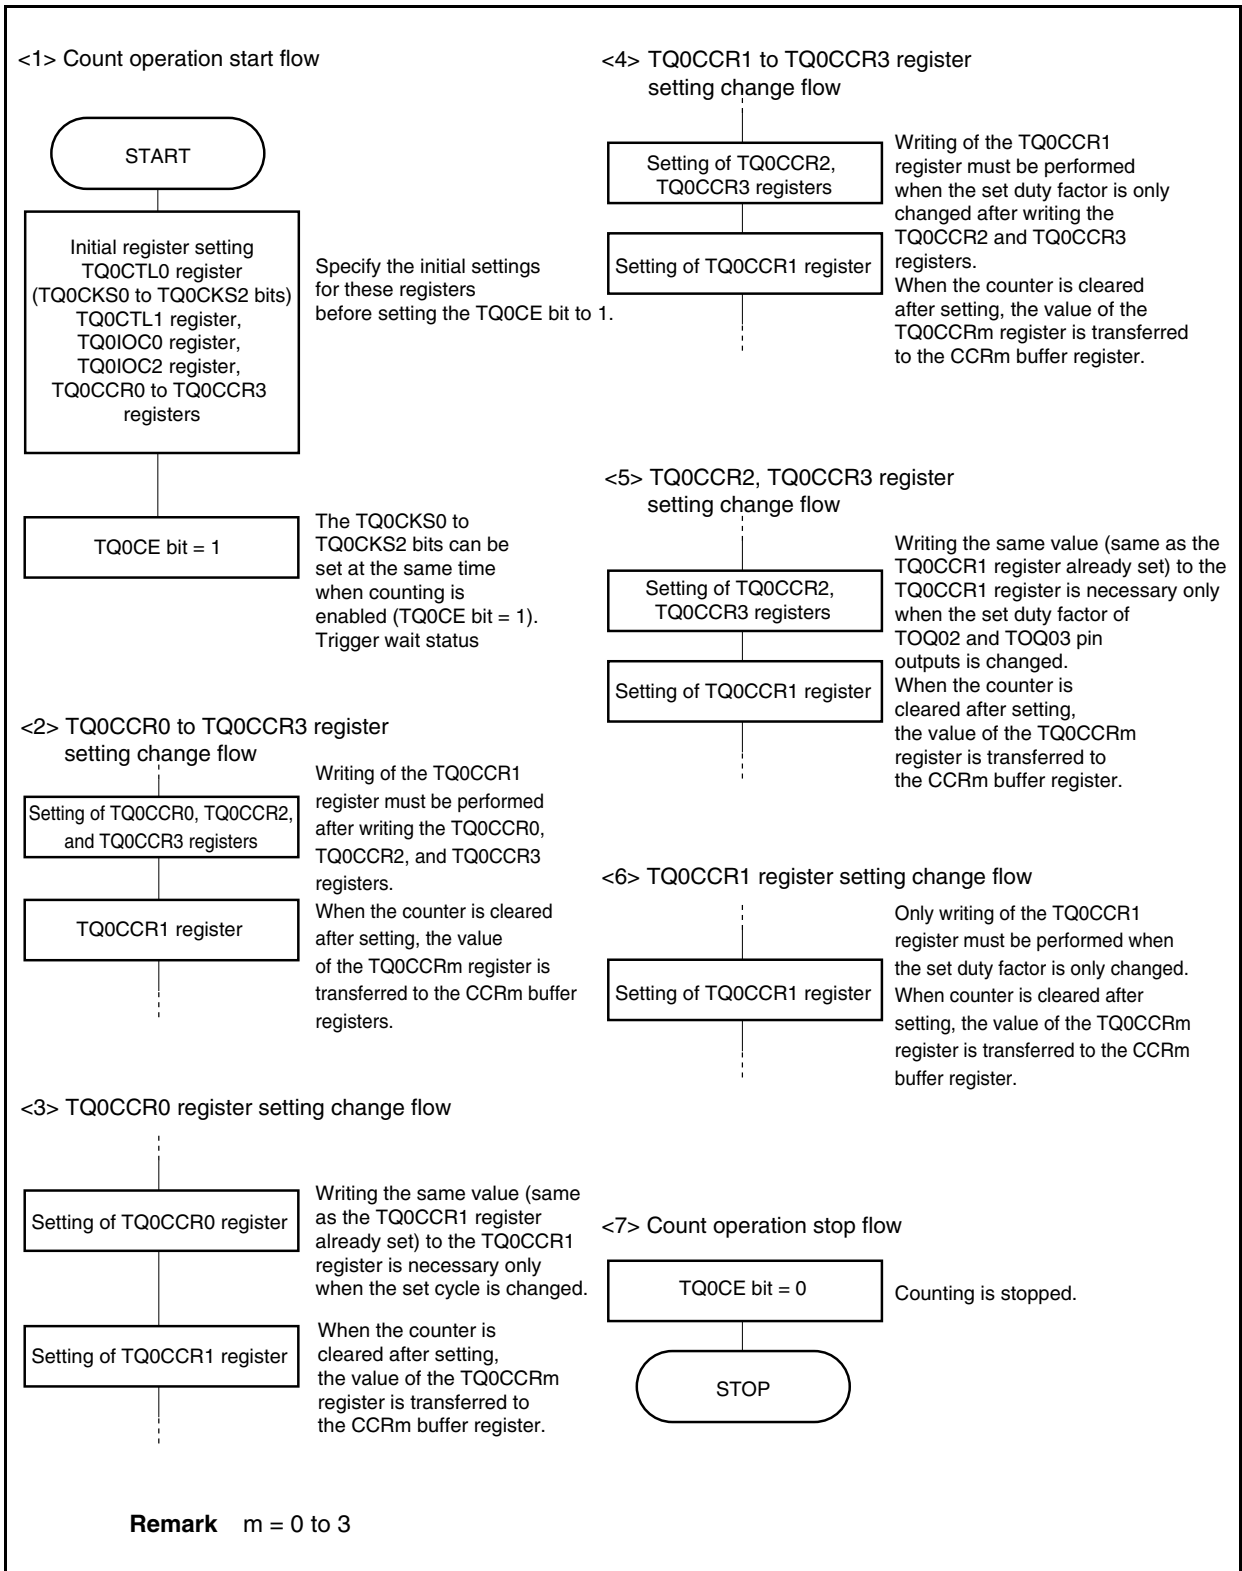 <1> Count operation start flow
START
Initial register setting
TQ0CTL0 register
(TQ0CKS0 to TQ0CKS2 bits)
TQ0CTL1 register,
TQ0IOC0 register,
TQ0IOC2 register,
TQ0CCR0 to TQ0CCR3
registers
Specify the initial settings
for these registers
before setting the TQ0CE bit to 1.
TQ0CE bit = 1
The TQ0CKS0 to
TQ0CKS2 bits can be
set at the same time
when counting is
enabled (TQ0CE bit = 1).
Trigger wait status
<2> TQ0CCR0 to TQ0CCR3 register
setting change flow
Setting of TQ0CCR0, TQ0CCR2,
and TQ0CCR3 registers
TQ0CCR1 register
Writing of the TQ0CCR1
register must be performed
after writing the TQ0CCR0,
TQ0CCR2, and TQ0CCR3
registers.
When the counter is cleared
after setting, the value
of the TQ0CCRm register is
transferred to the CCRm buffer
registers.
<3> TQ0CCR0 register setting change flow
Setting of TQ0CCR0 register
Writing the same value (same
as the TQ0CCR1 register
already set) to the TQ0CCR1
register is necessary only
when the set cycle is changed.
Setting of TQ0CCR1 register
When the counter is
cleared after setting,
the value of the TQ0CCRm
register is transferred to
the CCRm buffer register.
<4> TQ0CCR1 to TQ0CCR3 register
setting change flow
Setting of TQ0CCR2,
TQ0CCR3 registers
Setting of TQ0CCR1 register
Writing of the TQ0CCR1
register must be performed
when the set duty factor is only
changed after writing the
TQ0CCR2 and TQ0CCR3
registers.
When the counter is cleared
after setting, the value of the
TQ0CCRm register is transferred
to the CCRm buffer register.
<5> TQ0CCR2, TQ0CCR3 register
setting change flow
Setting of TQ0CCR2,
TQ0CCR3 registers
Setting of TQ0CCR1 register
Writing the same value (same as the
TQ0CCR1 register already set) to the
TQ0CCR1 register is necessary only
when the set duty factor of
TOQ02 and TOQ03 pin
outputs is changed.
When the counter is
cleared after setting,
the value of the TQ0CCRm
register is transferred to
the CCRm buffer register.
<6> TQ0CCR1 register setting change flow
Setting of TQ0CCR1 register
Only writing of the TQ0CCR1
register must be performed when
the set duty factor is only changed.
When counter is cleared after
setting, the value of the TQ0CCRm
register is transferred to the CCRm
buffer register.
<7> Count operation stop flow
TQ0CE bit = 0
Counting is stopped.
STOP
Remark m = 0 to 3